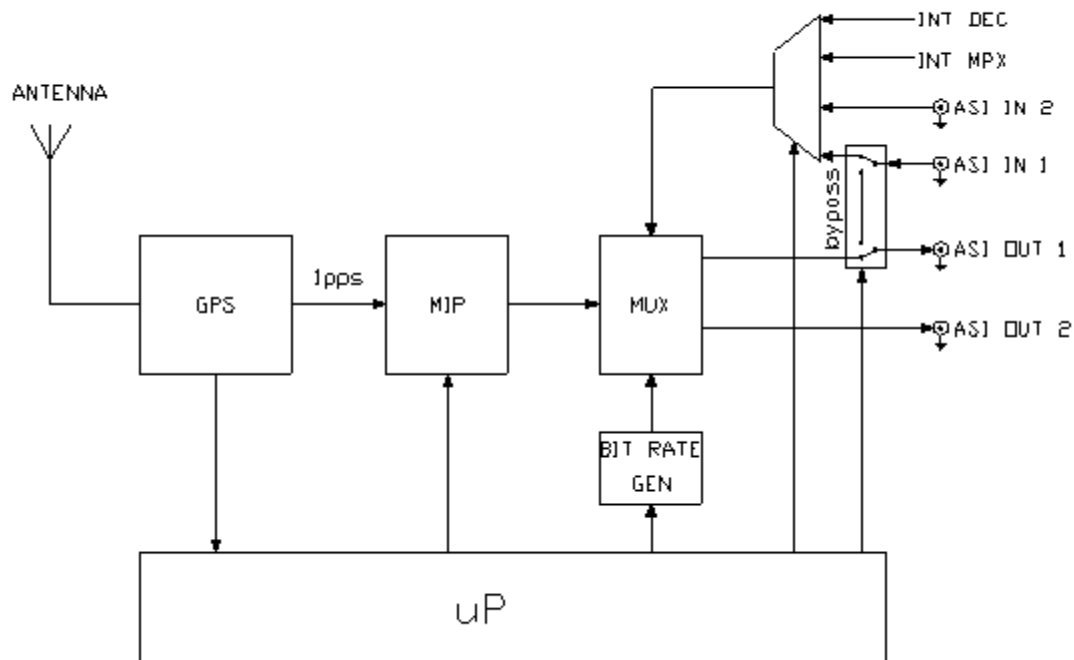 INT DEC
INT MPX
ANTENNA
ASI IN 2
ASI IN 1
bypass
ASI OUT 1
1pps
GPS
MIP
MUX
ASI OUT 2
BIT RATE
GEN
uP